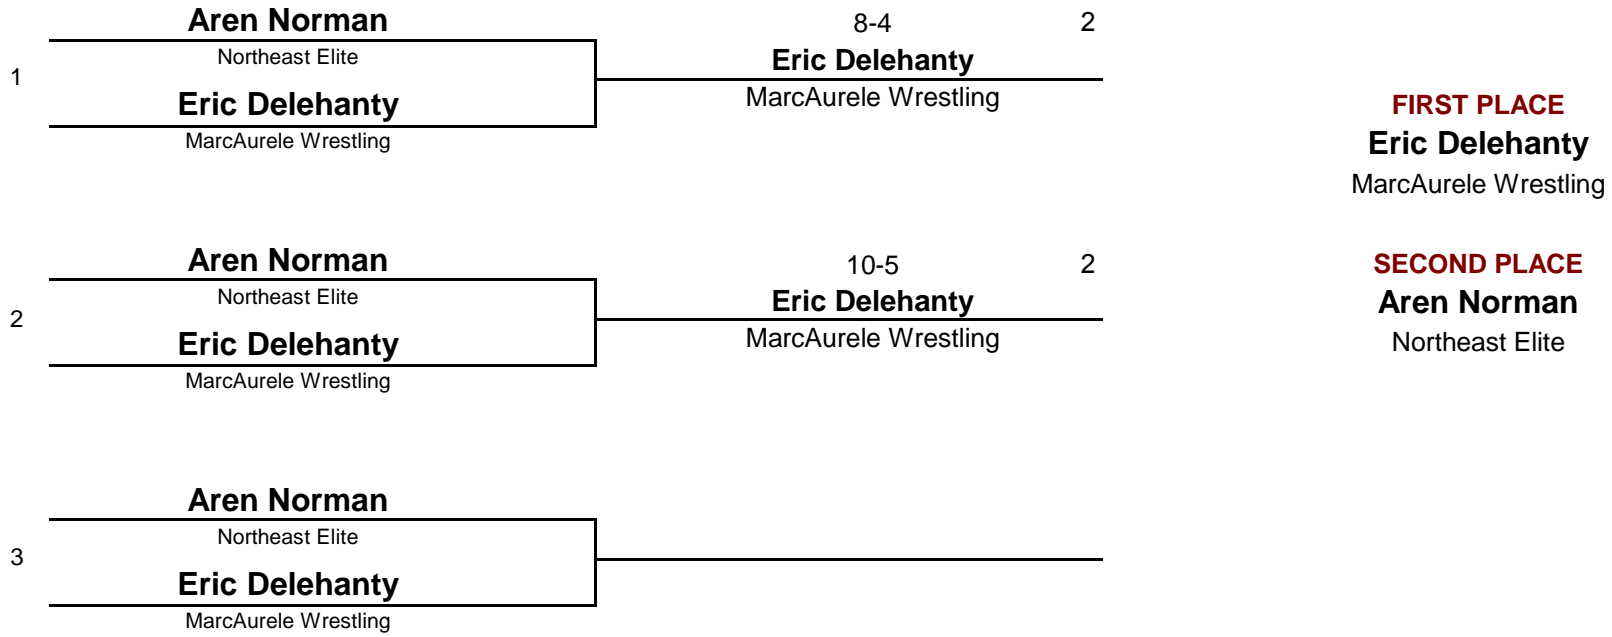 Aren Norman
Northeast Elite
1
Eric Delehanty
MarcAurele Wrestling
8-4
2
Eric Delehanty
MarcAurele Wrestling
FIRST PLACE
Eric Delehanty
MarcAurele Wrestling
Aren Norman
Northeast Elite
2
Eric Delehanty
MarcAurele Wrestling
10-5
2
Eric Delehanty
MarcAurele Wrestling
SECOND PLACE
Aren Norman
Northeast Elite
Aren Norman
Northeast Elite
3
Eric Delehanty
MarcAurele Wrestling